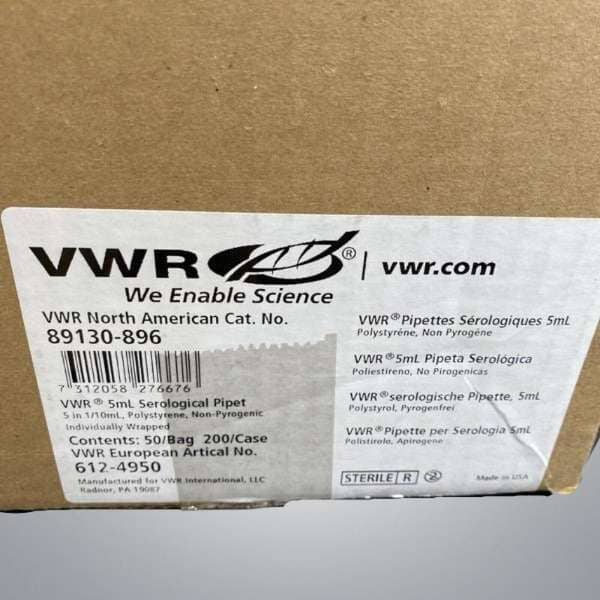 VWR® | vwr.com
We Enable Science
VWR North American Cat. No.
89130-896
7 312058 276676
VWR® 5mL Serological Pipet
5 in 1/10mL, Polystyrene, Non-Pyrogenic
Individually Wrapped
Contents: 50/Bag 200/Case
VWR European Artical No.
612-4950
Manufactured for VWR International, LLC
Radnor, PA 19087
VWR® Pipettes Sérologiques 5mL
Polystyréne, Non Pyrogéne
VWR® 5mL Pipeta Serológica
Poliestireno, No Pirogenicas
VWR® serologische Pipette, 5mL
Polystyrol, Pyrogenfrei
VWR® Pipette per Serologia 5mL
Polistirolo, Apirogene
STERILE R 2
Made in USA